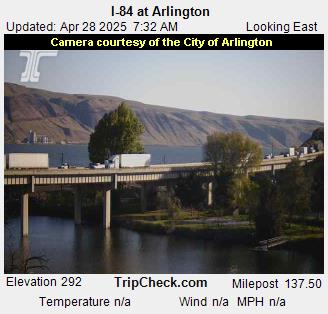 I-84 at Arlington
Updated: Apr 28 2025 7:32 AM Looking East
Camera courtesy of the City of Arlington
Elevation 292 TripCheck.com Milepost 137.50
Temperature n/a Wind n/a MPH n/a